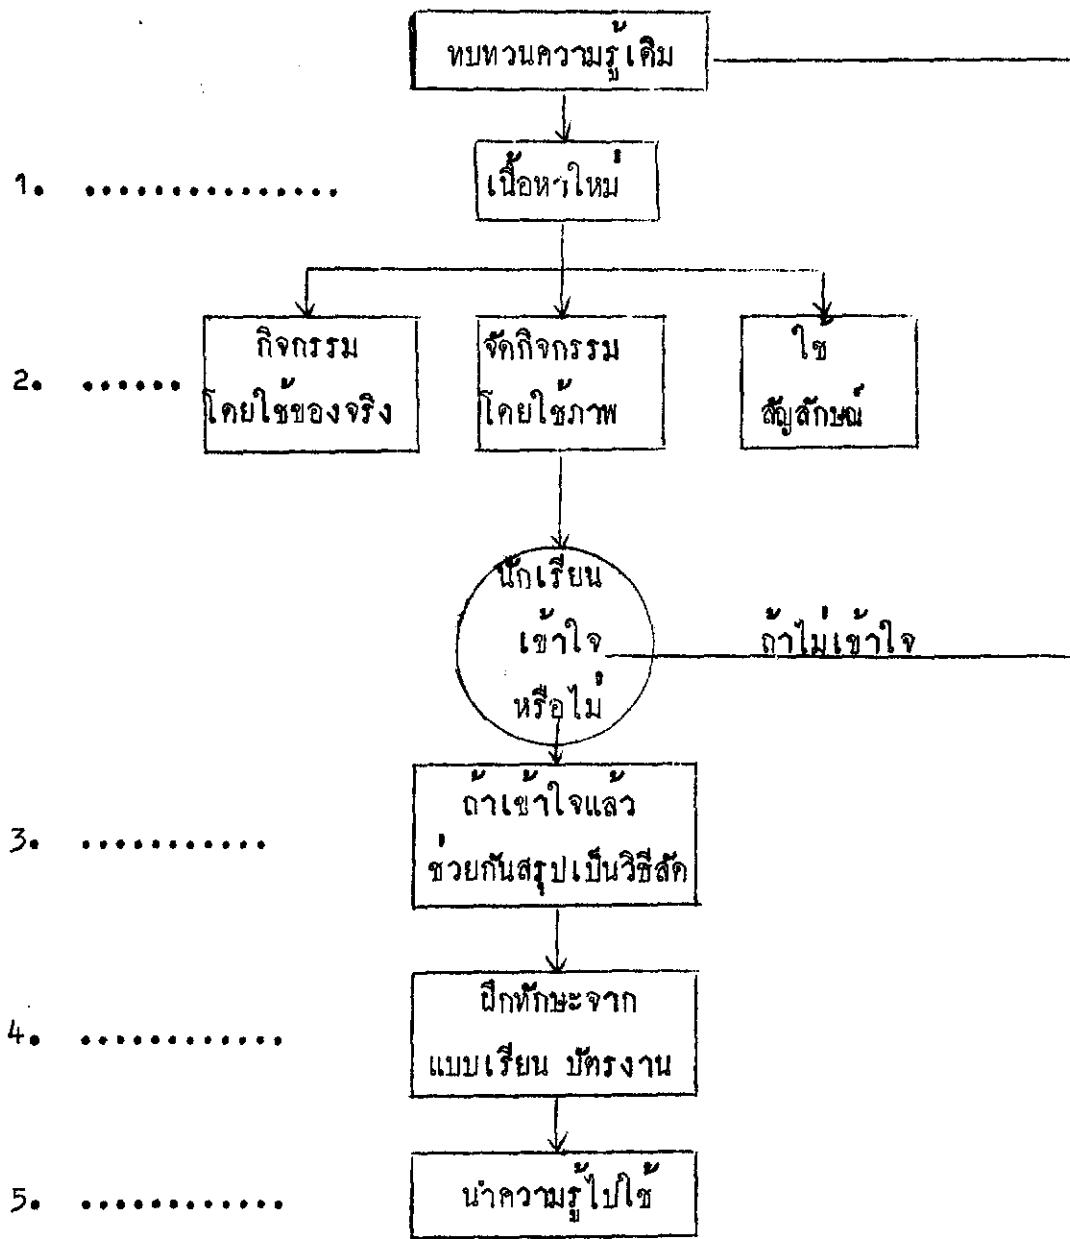 ทบทวนความรู้เดิม
1. ...............
เนื้อหาใหม่
2. ......
กิจกรรม
โดยใช้ของจริง
จัดกิจกรรม
โดยใช้ภาพ
ใช้
สัญลักษณ์
นักเรียน
เข้าใจ
หรือไม่
ถ้าไม่เข้าใจ
3. ...........
ถ้าเข้าใจแล้ว
ช่วยกันสรุปเป็นวิธีลัด
4. ............
ฝึกทักษะจาก
แบบเรียน บัตรงาน
5. ............
นำความรู้ไปใช้